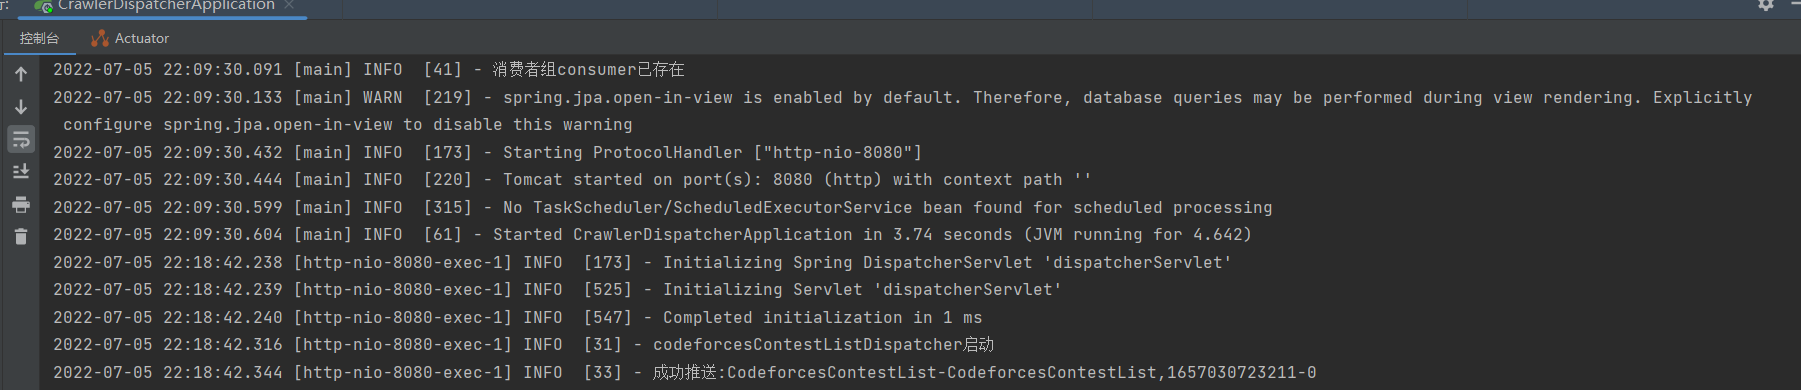 行: CrawlerDispatcherApplication
控制台 Actuator
2022-07-05 22:09:30.091 [main] INFO  [41] - 消费者组consumer已存在
2022-07-05 22:09:30.133 [main] WARN  [219] - spring.jpa.open-in-view is enabled by default. Therefore, database queries may be performed during view rendering. Explicitly
configure spring.jpa.open-in-view to disable this warning
2022-07-05 22:09:30.432 [main] INFO  [173] - Starting ProtocolHandler ["http-nio-8080"]
2022-07-05 22:09:30.444 [main] INFO  [220] - Tomcat started on port(s): 8080 (http) with context path ''
2022-07-05 22:09:30.599 [main] INFO  [315] - No TaskScheduler/ScheduledExecutorService bean found for scheduled processing
2022-07-05 22:09:30.604 [main] INFO  [61] - Started CrawlerDispatcherApplication in 3.74 seconds (JVM running for 4.642)
2022-07-05 22:18:42.238 [http-nio-8080-exec-1] INFO  [173] - Initializing Spring DispatcherServlet 'dispatcherServlet'
2022-07-05 22:18:42.239 [http-nio-8080-exec-1] INFO  [525] - Initializing Servlet 'dispatcherServlet'
2022-07-05 22:18:42.240 [http-nio-8080-exec-1] INFO  [547] - Completed initialization in 1 ms
2022-07-05 22:18:42.316 [http-nio-8080-exec-1] INFO  [31] - codeforcesContestListDispatcher启动
2022-07-05 22:18:42.344 [http-nio-8080-exec-1] INFO  [33] - 成功推送:CodeforcesContestList-CodeforcesContestList,1657030723211-0